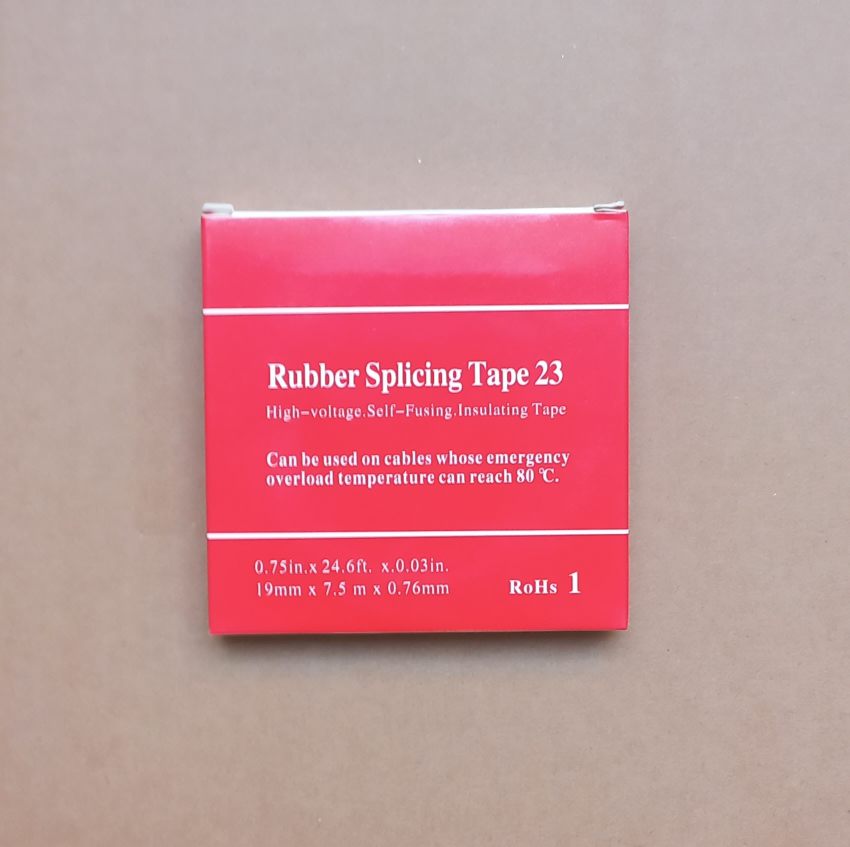 Rubber Splicing Tape 23
High-voltage.Self-Fusing.Insulating Tape
Can be used on cables whose emergency
overload temperature can reach 80 ℃.
0.75in.x 24.6ft. x.0.03in.
19mm x 7.5 m x 0.76mm
RoHs 1